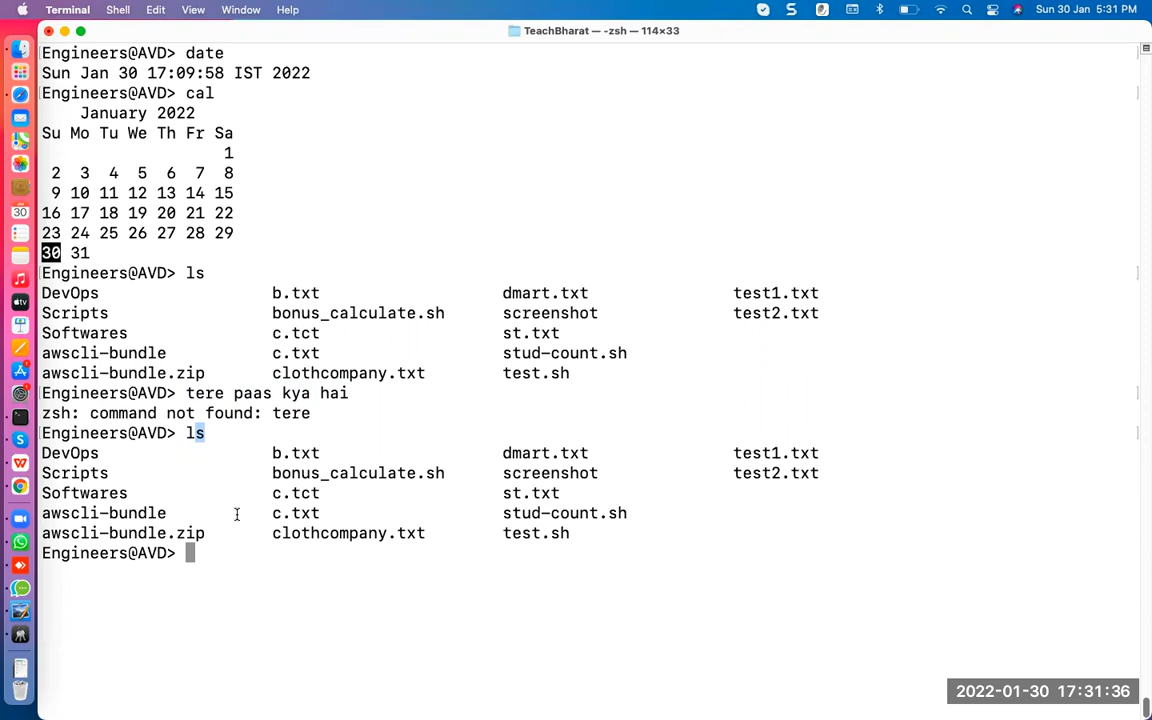 Terminal Shell Edit View Window Help Sun 30 Jan 5:31 PM
TeachBharat — -zsh — 114×33
[Engineers@AVD> date ]
Sun Jan 30 17:09:58 IST 2022
[Engineers@AVD> cal ]
    January 2022
Su Mo Tu We Th Fr Sa
                   1
 2  3  4  5  6  7  8
 9 10 11 12 13 14 15
16 17 18 19 20 21 22
23 24 25 26 27 28 29
30 31
[Engineers@AVD> ls ]
DevOps b.txt dmart.txt test1.txt
Scripts bonus_calculate.sh screenshot test2.txt
Softwares c.tct st.txt
awscli-bundle c.txt stud-count.sh
awscli-bundle.zip clothcompany.txt test.sh
[Engineers@AVD> tere paas kya hai ]
zsh: command not found: tere
[Engineers@AVD> ls ]
DevOps b.txt dmart.txt test1.txt
Scripts bonus_calculate.sh screenshot test2.txt
Softwares c.tct st.txt
awscli-bundle c.txt stud-count.sh
awscli-bundle.zip clothcompany.txt test.sh
Engineers@AVD>
30
2022-01-30 17:31:36